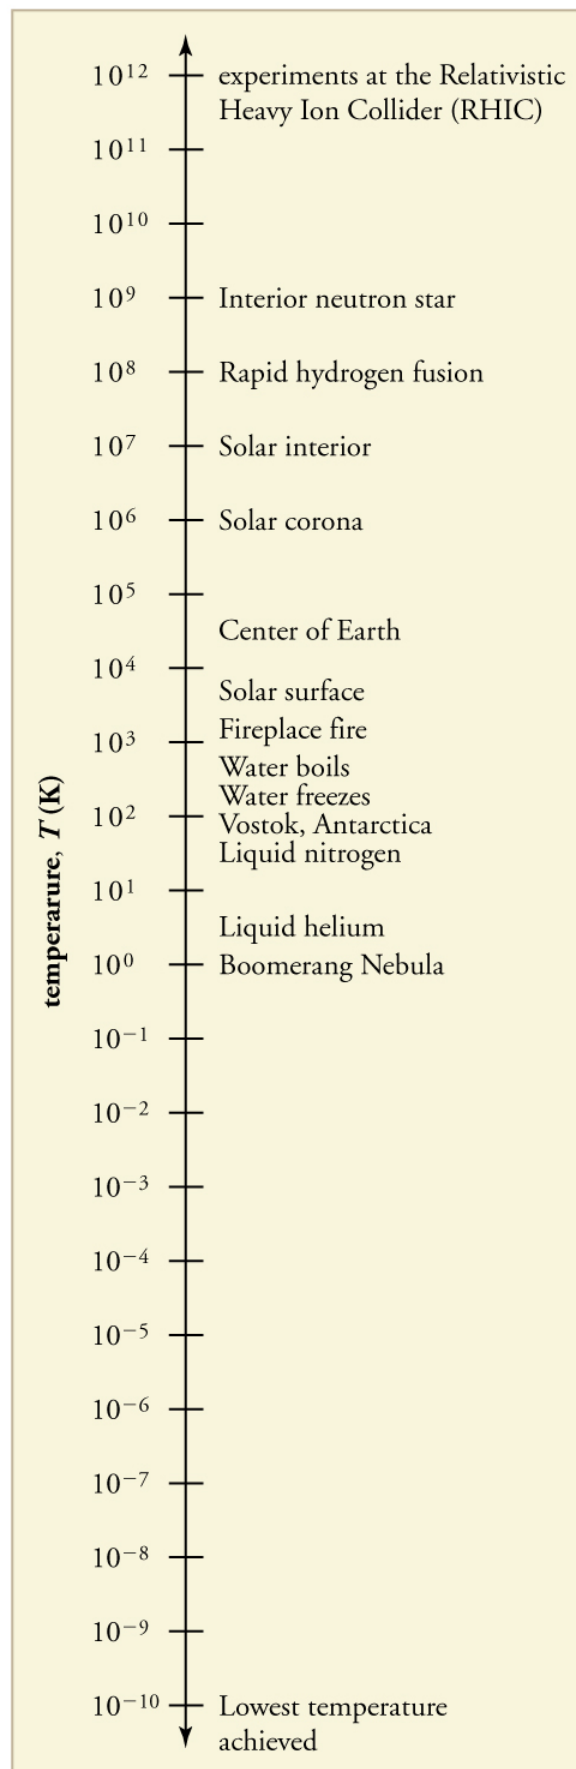 10¹² experiments at the Relativistic
Heavy Ion Collider (RHIC)
10¹¹
10¹⁰
10⁹ Interior neutron star
10⁸ Rapid hydrogen fusion
10⁷ Solar interior
10⁶ Solar corona
10⁵
Center of Earth
10⁴
Solar surface
Fireplace fire
10³
Water boils
Water freezes
10²
Vostok, Antarctica
Liquid nitrogen
10¹
Liquid helium
10⁰ Boomerang Nebula
10⁻¹
10⁻²
10⁻³
10⁻⁴
10⁻⁵
10⁻⁶
10⁻⁷
10⁻⁸
10⁻⁹
10⁻¹⁰ Lowest temperature
achieved
temperarure, T (K)